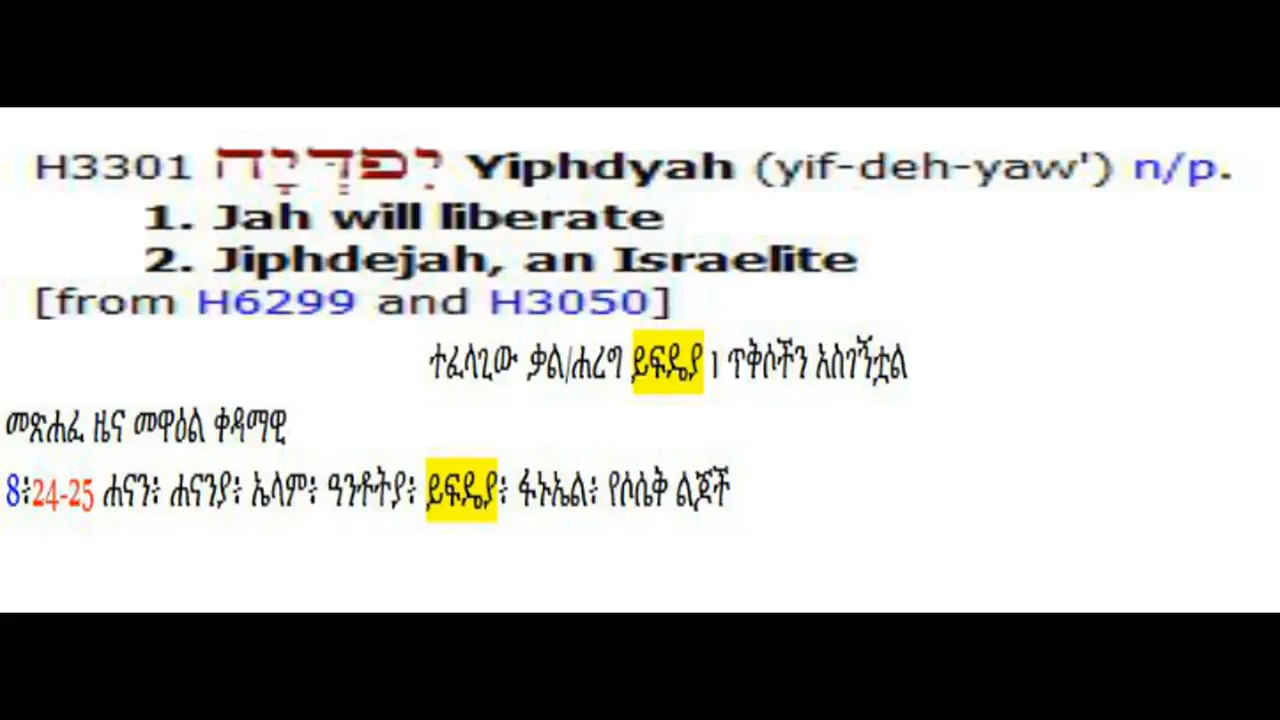 H3301 יִפְדְּיָה Yiphdyah (yif-deh-yaw') n/p.
1. Jah will liberate
2. Jiphdejah, an Israelite
[from H6299 and H3050]
ተፈላጊው ቃል/ሐረግ ይፍዴያ ፩ ጥቅሶችን አስገኝቷል
መጽሐፈ ዜና መዋዕል ቀዳማዊ
8፥24-25 ሐናን፥ ሐናንያ፥ ኤላም፥ ዓንቶትያ፥ ይፍዴያ፥ ፋኑኤል፥ የሶሴቅ ልጆች